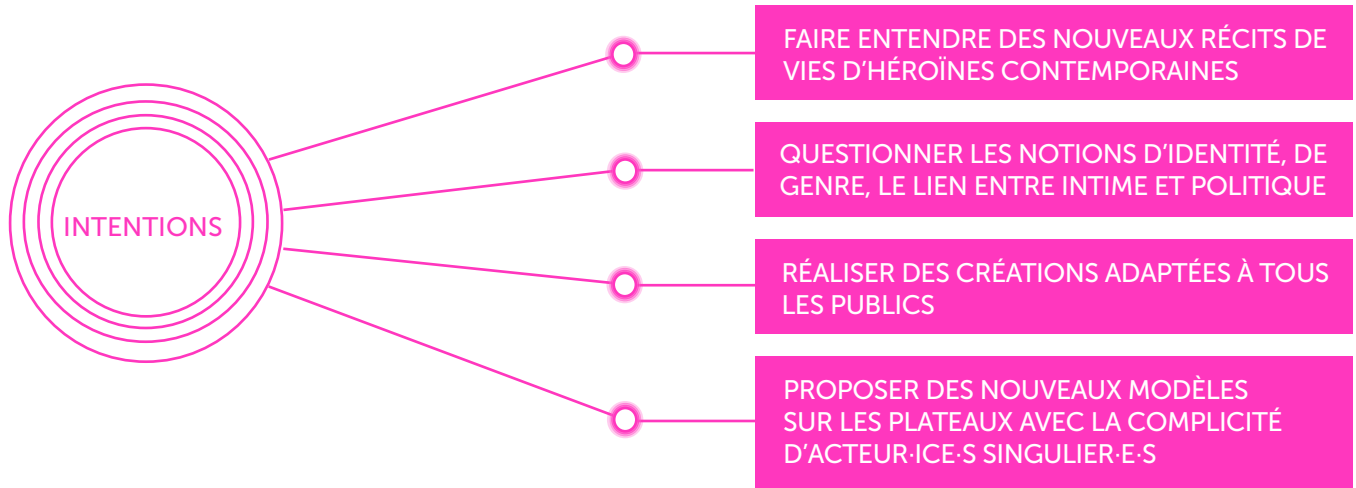 INTENTIONS
FAIRE ENTENDRE DES NOUVEAUX RÉCITS DE
VIES D'HÉROÏNES CONTEMPORAINES
QUESTIONNER LES NOTIONS D'IDENTITÉ, DE
GENRE, LE LIEN ENTRE INTIME ET POLITIQUE
RÉALISER DES CRÉATIONS ADAPTÉES À TOUS
LES PUBLICS
PROPOSER DES NOUVEAUX MODÈLES
SUR LES PLATEAUX AVEC LA COMPLICITÉ
D'ACTEUR·ICE·S SINGULIER·E·S